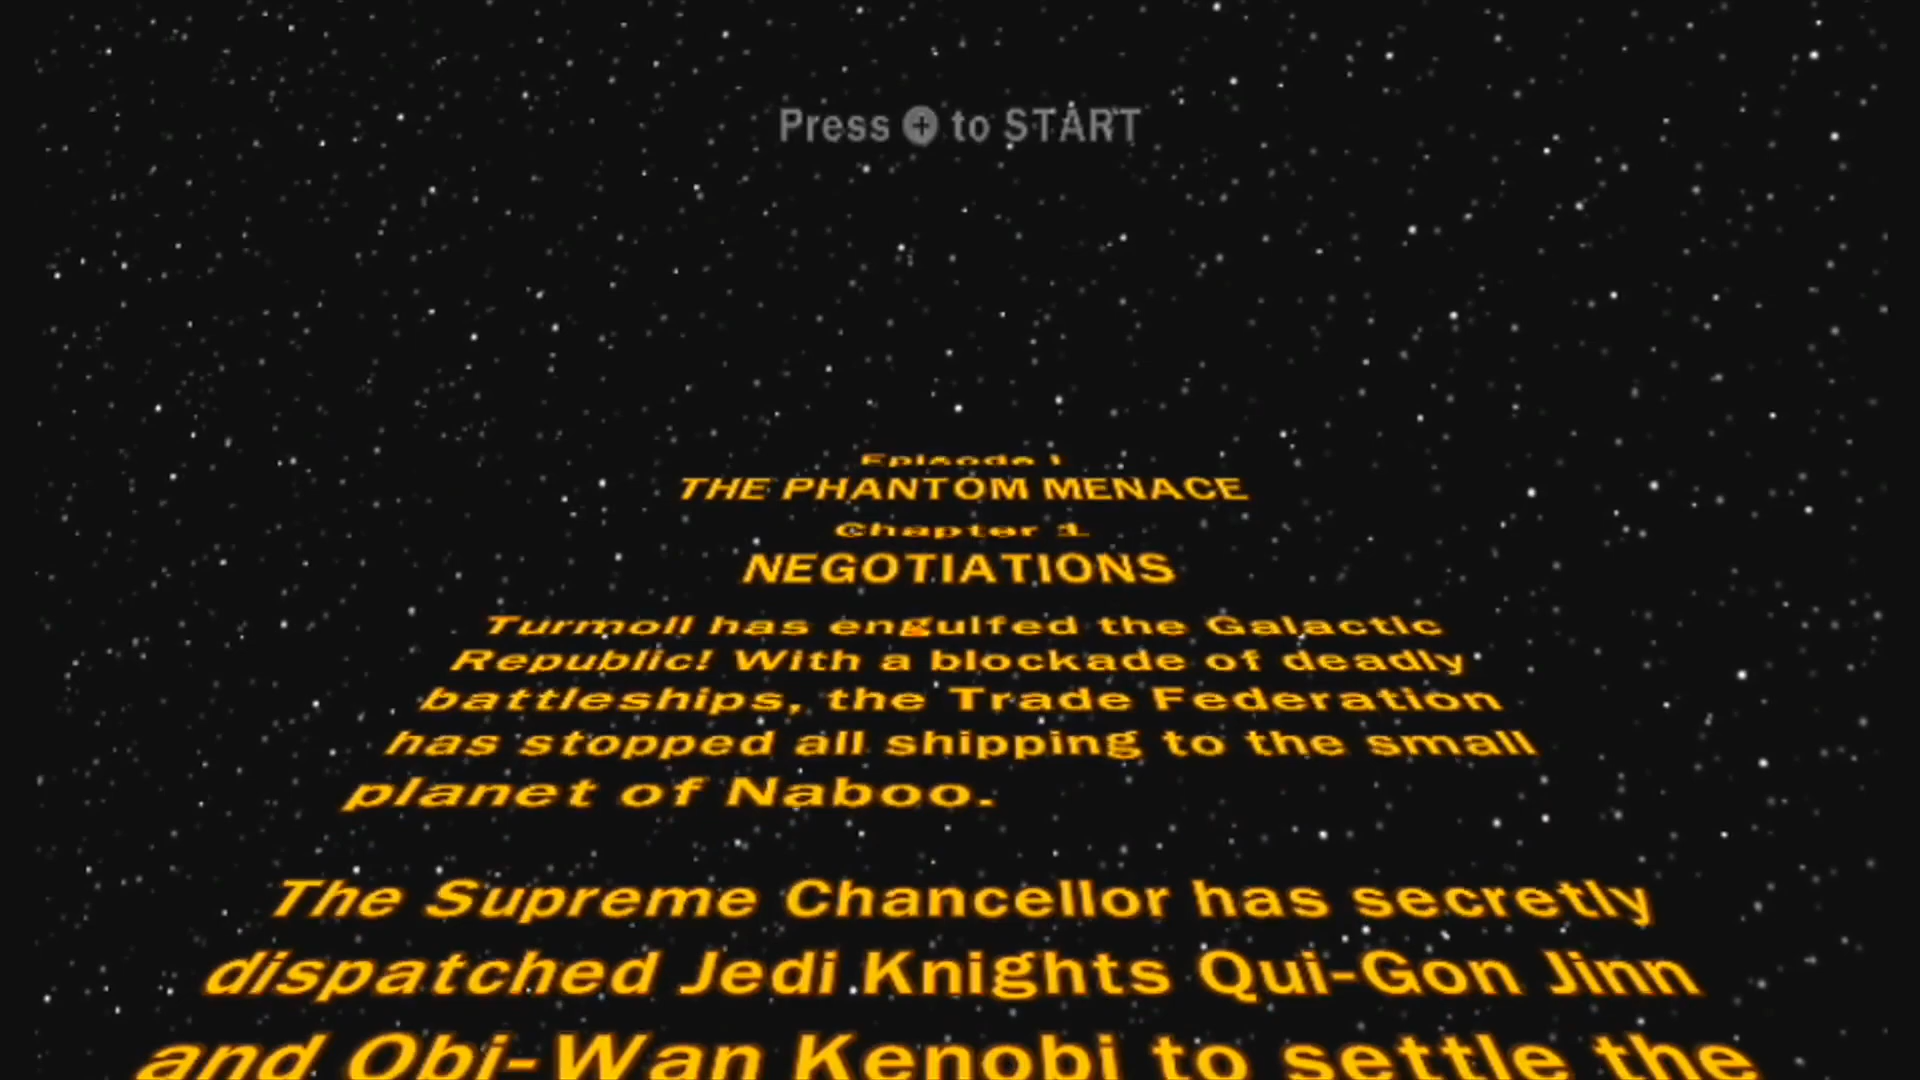 Press + to START
Episode I
THE PHANTOM MENACE
Chapter 1
NEGOTIATIONS
Turmoil has engulfed the Galactic
Republic! With a blockade of deadly
battleships, the Trade Federation
has stopped all shipping to the small
planet of Naboo.
The Supreme Chancellor has secretly
dispatched Jedi Knights Qui-Gon Jinn
and Obi-Wan Kenobi to settle the